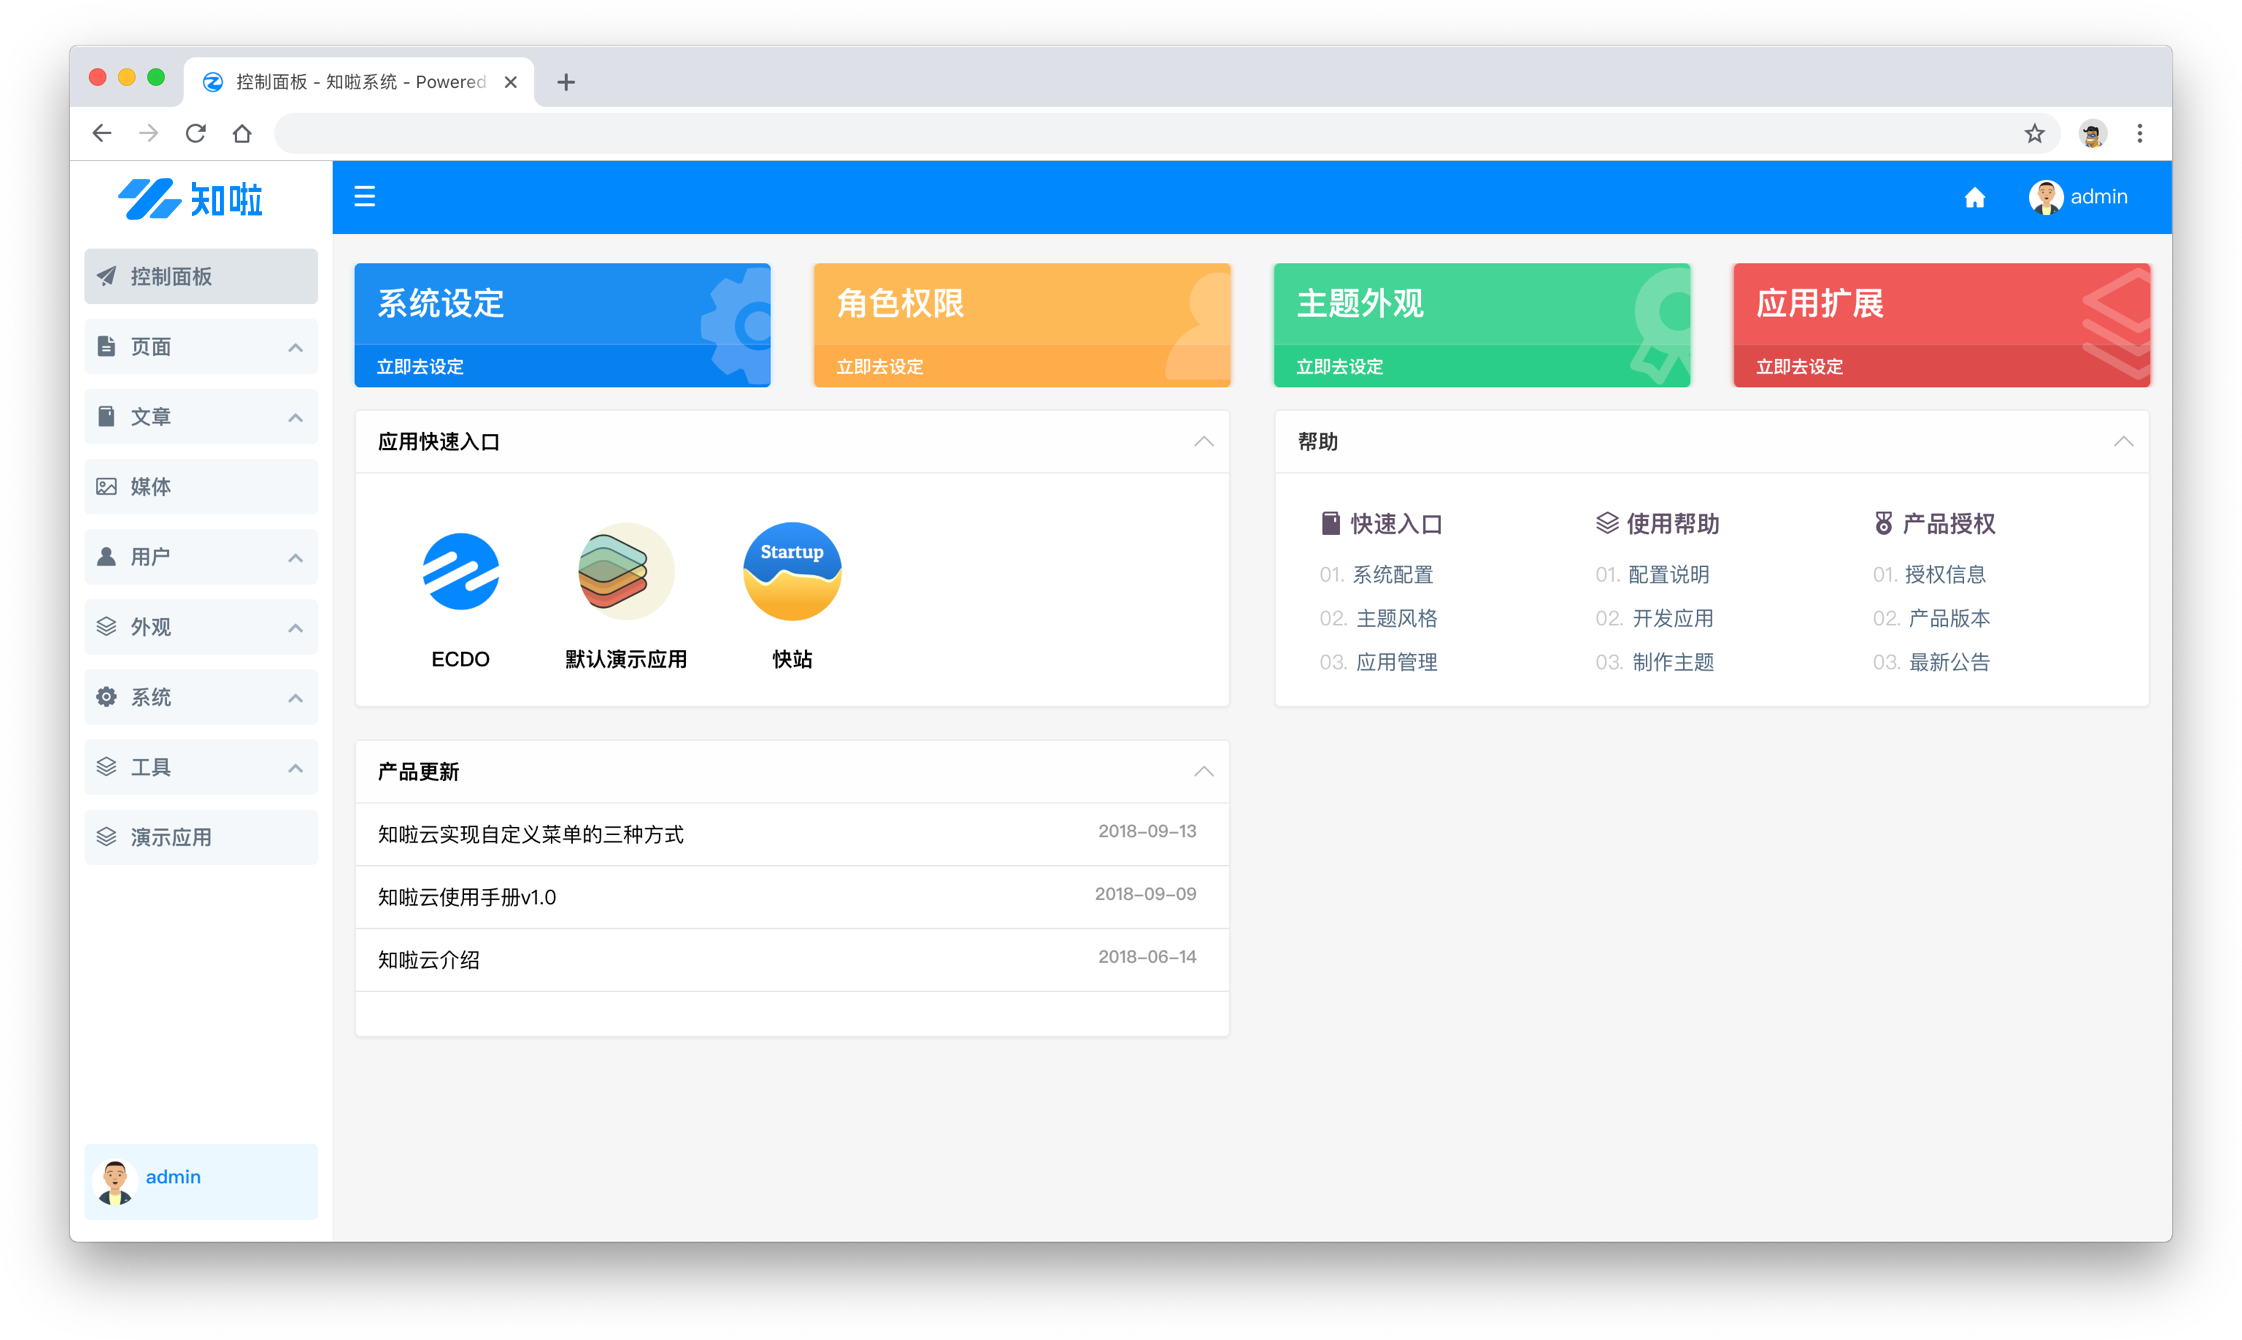 控制面板 - 知啦系统 - Powered
知啦
admin
控制面板
页面
文章
媒体
用户
外观
系统
工具
演示应用
admin
系统设定
立即去设定
角色权限
立即去设定
主题外观
立即去设定
应用扩展
立即去设定
应用快速入口
Startup
ECDO
默认演示应用
快站
帮助
快速入口
01. 系统配置
02. 主题风格
03. 应用管理
使用帮助
01. 配置说明
02. 开发应用
03. 制作主题
产品授权
01. 授权信息
02. 产品版本
03. 最新公告
产品更新
知啦云实现自定义菜单的三种方式 2018-09-13
知啦云使用手册v1.0 2018-09-09
知啦云介绍 2018-06-14